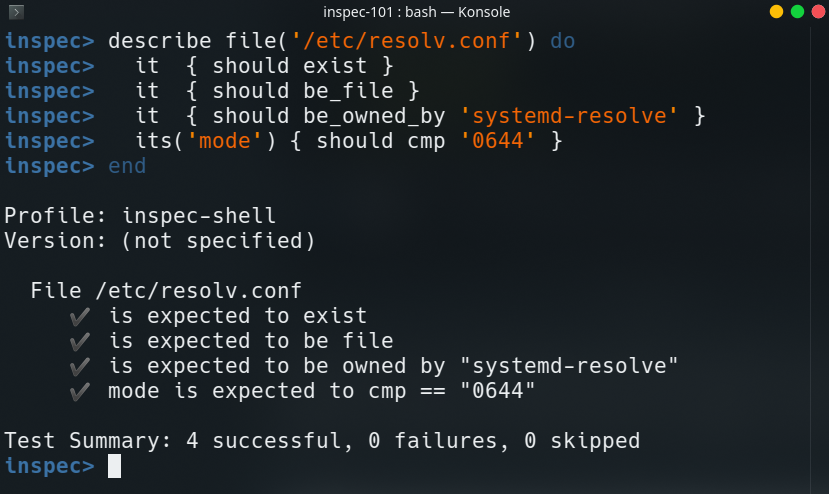 inspec-101 : bash — Konsole
inspec> describe file('/etc/resolv.conf') do
inspec>   it  { should exist }
inspec>   it  { should be_file }
inspec>   it  { should be_owned_by 'systemd-resolve' }
inspec>   its('mode') { should cmp '0644' }
inspec> end
Profile: inspec-shell
Version: (not specified)
File /etc/resolv.conf
✔ is expected to exist
✔ is expected to be file
✔ is expected to be owned by "systemd-resolve"
✔ mode is expected to cmp == "0644"
Test Summary: 4 successful, 0 failures, 0 skipped
inspec>